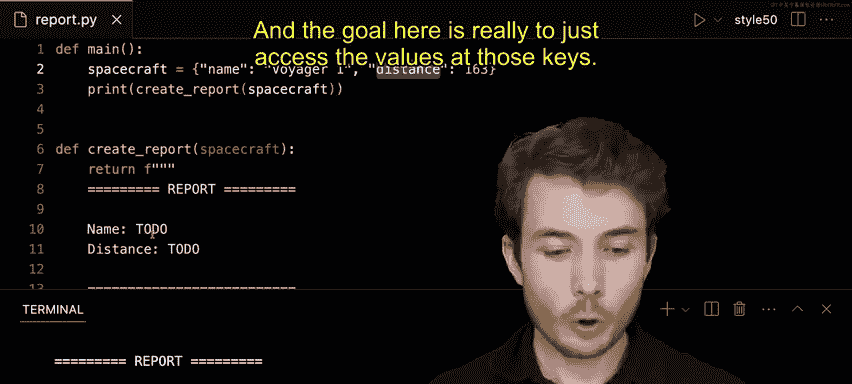 report.py
style50
And the goal here is really to just
access the values at those keys.
1 def main():
2 spacecraft = {"name": "Voyager 1", "distance": 163}
3 print(create_report(spacecraft))
4
5
6 def create_report(spacecraft):
7 return f"""
8 ========= REPORT =========
9
10 Name: TODO
11 Distance: TODO
12
13 ==========================
TERMINAL
========= REPORT =========